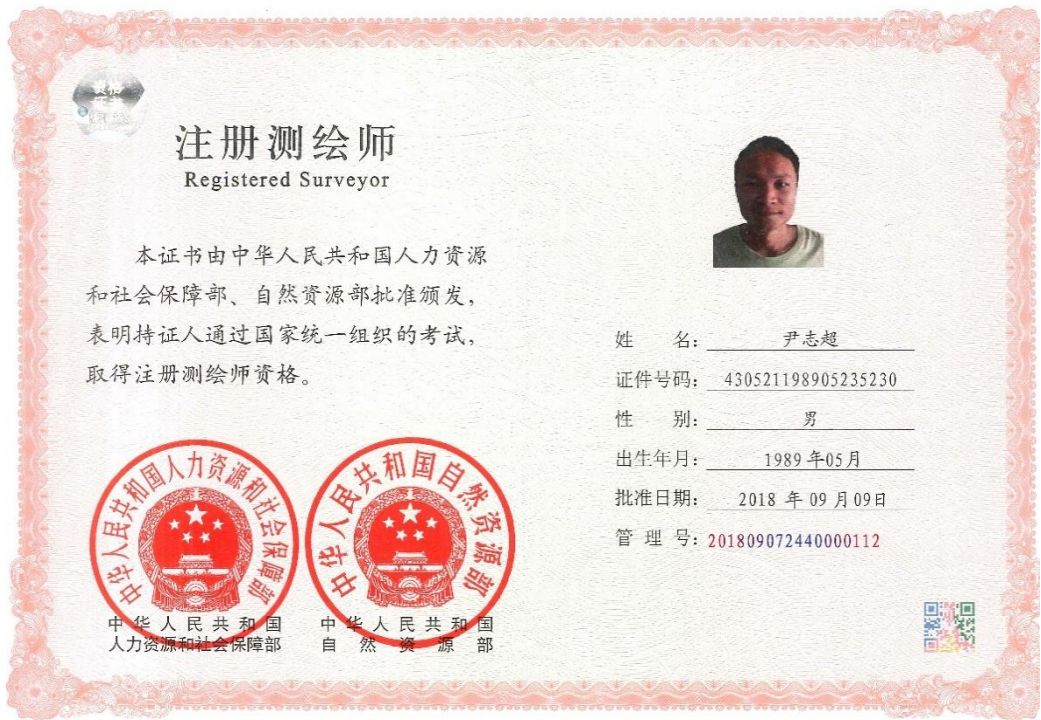 资格
证书
注册测绘师
Registered Surveyor
本证书由中华人民共和国人力资源
和社会保障部、自然资源部批准颁发，
表明持证人通过国家统一组织的考试，
取得注册测绘师资格。
中华人民共和国人力资源和社会保障部
中华人民共和国自然资源部
中华人民共和国
人力资源和社会保障部
中华人民共和国
自然资源部
姓 名：尹志超
证件号码：430521198905235230
性 别：男
出生年月：1989 年05月
批准日期：2018 年 09 月09日
管 理 号：201809072440000112